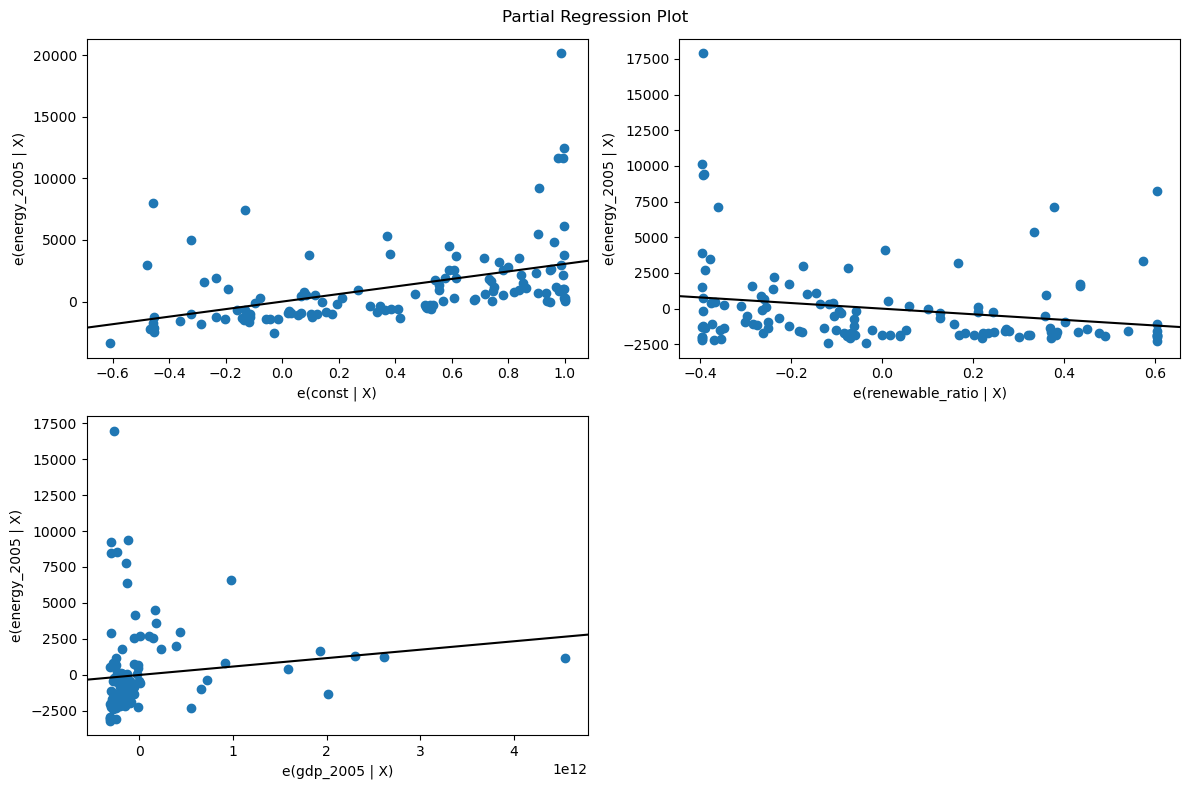 Partial Regression Plot
e(energy_2005 | X)
20000
15000
10000
5000
0
−0.6 −0.4 −0.2 0.0 0.2 0.4 0.6 0.8 1.0
e(const | X)
e(energy_2005 | X)
17500
15000
12500
10000
7500
5000
2500
0
−2500
−0.4 −0.2 0.0 0.2 0.4 0.6
e(renewable_ratio | X)
e(energy_2005 | X)
17500
15000
12500
10000
7500
5000
2500
0
−2500
0 1 2 3 4
1e12
e(gdp_2005 | X)